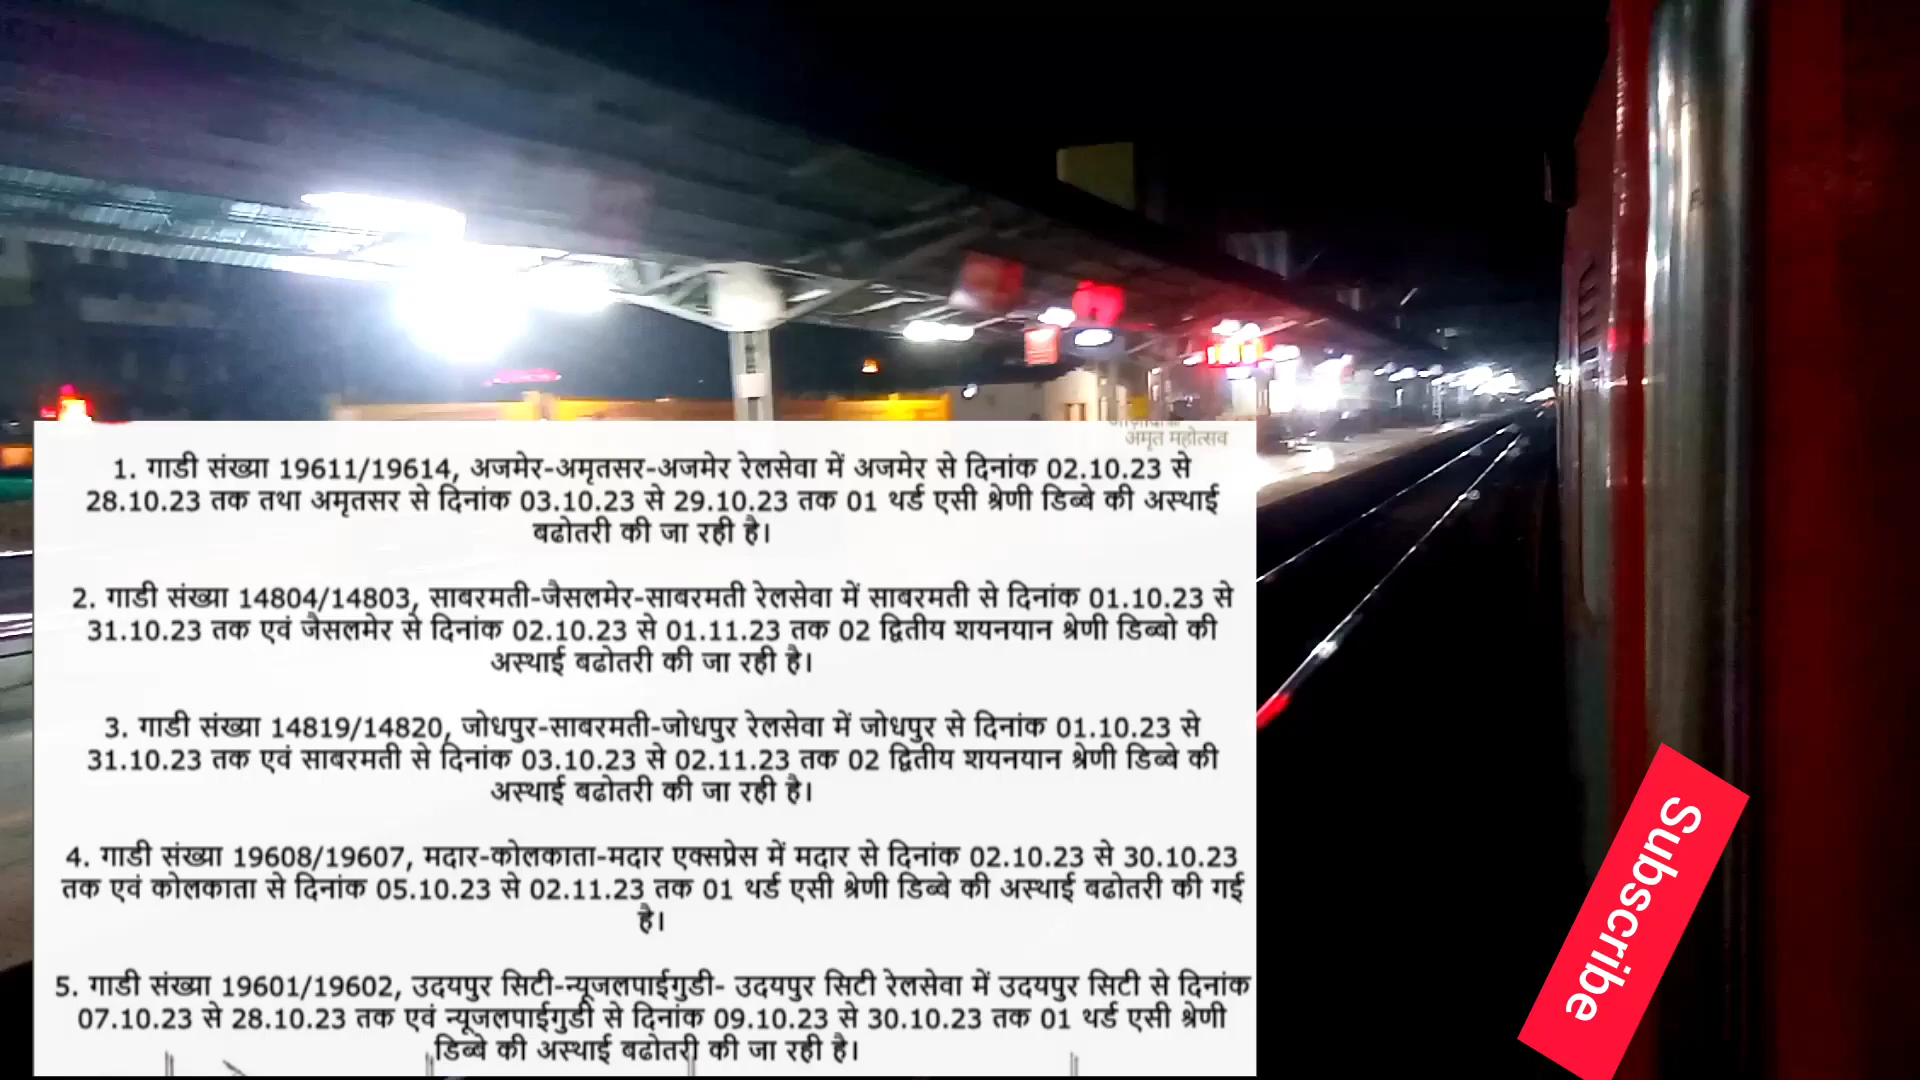 अमृत महोत्सव
1. गाडी संख्या 19611/19614, अजमेर-अमृतसर-अजमेर रेलसेवा में अजमेर से दिनांक 02.10.23 से
28.10.23 तक तथा अमृतसर से दिनांक 03.10.23 से 29.10.23 तक 01 थर्ड एसी श्रेणी डिब्बे की अस्थाई
बढोतरी की जा रही है।
2. गाडी संख्या 14804/14803, साबरमती-जैसलमेर-साबरमती रेलसेवा में साबरमती से दिनांक 01.10.23 से
31.10.23 तक एवं जैसलमेर से दिनांक 02.10.23 से 01.11.23 तक 02 द्वितीय शयनयान श्रेणी डिब्बो की
अस्थाई बढोतरी की जा रही है।
3. गाडी संख्या 14819/14820, जोधपुर-साबरमती-जोधपुर रेलसेवा में जोधपुर से दिनांक 01.10.23 से
31.10.23 तक एवं साबरमती से दिनांक 03.10.23 से 02.11.23 तक 02 द्वितीय शयनयान श्रेणी डिब्बे की
अस्थाई बढोतरी की जा रही है।
4. गाडी संख्या 19608/19607, मदार-कोलकाता-मदार एक्सप्रेस में मदार से दिनांक 02.10.23 से 30.10.23
तक एवं कोलकाता से दिनांक 05.10.23 से 02.11.23 तक 01 थर्ड एसी श्रेणी डिब्बे की अस्थाई बढोतरी की गई
है।
5. गाडी संख्या 19601/19602, उदयपुर सिटी-न्यूजलपाईगुडी- उदयपुर सिटी रेलसेवा में उदयपुर सिटी से दिनांक
07.10.23 से 28.10.23 तक एवं न्यूजलपाईगुडी से दिनांक 09.10.23 से 30.10.23 तक 01 थर्ड एसी श्रेणी
डिब्बे की अस्थाई बढोतरी की जा रही है।
Subscribe